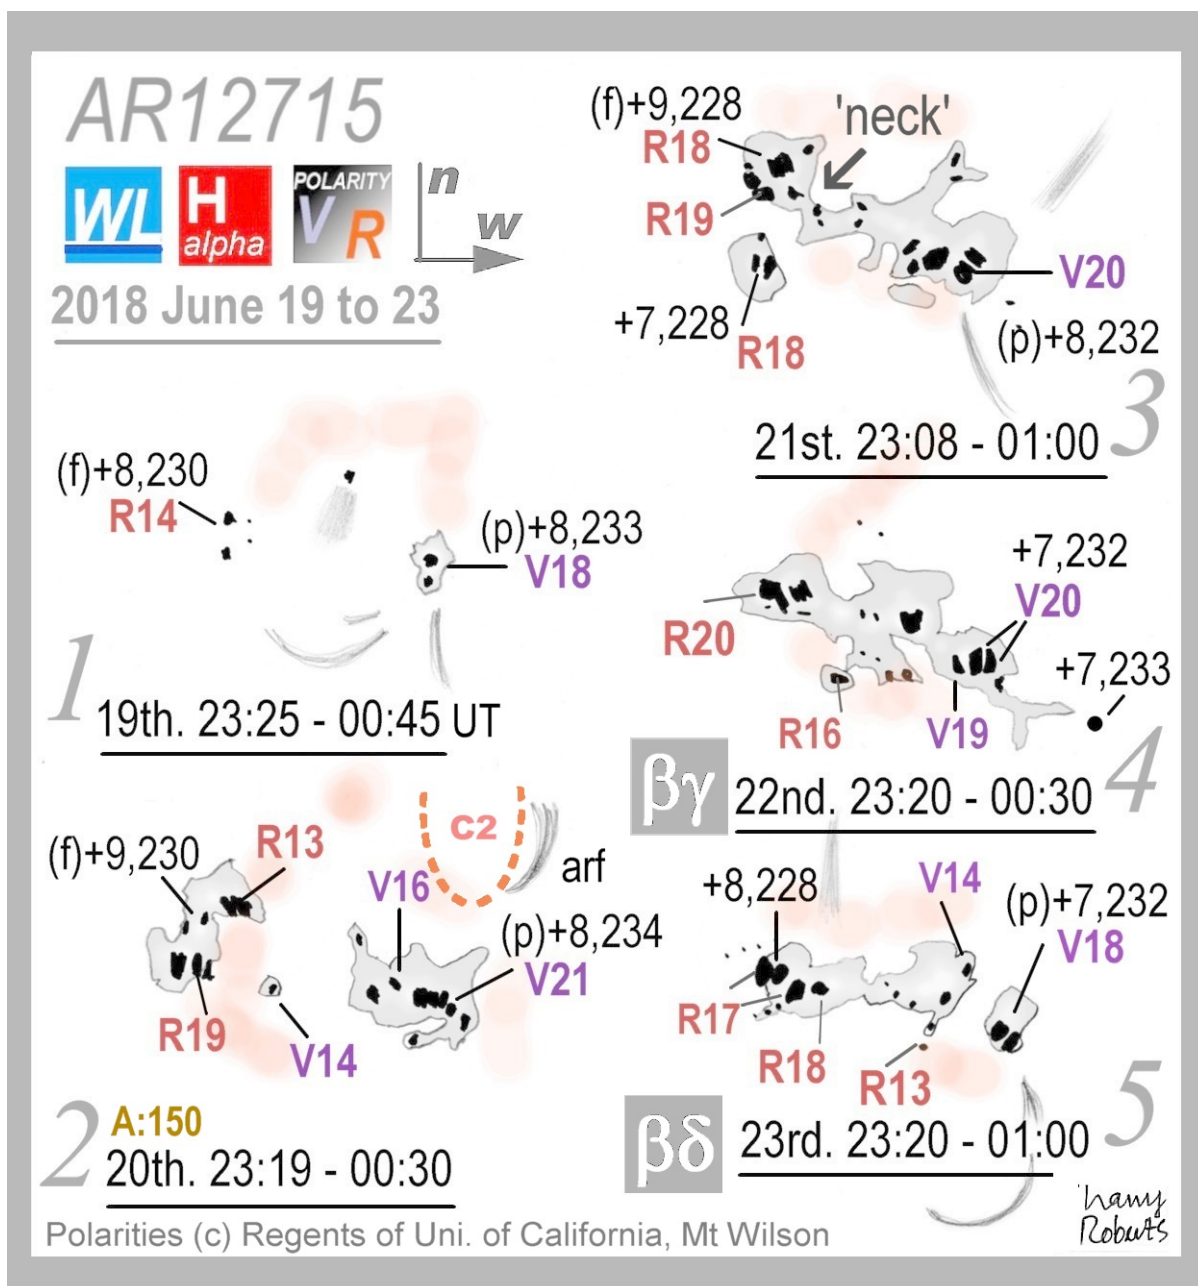 AR12715
WL
H
alpha
POLARITY
V R
n
w
2018 June 19 to 23
(f)+8,230
R14
(p)+8,233
V18
1
19th. 23:25 - 00:45 UT
(f)+9,230
R13
V16
C2
arf
(p)+8,234
V21
R19
V14
2
A:150
20th. 23:19 - 00:30
(f)+9,228
R18
'neck'
R19
V20
+7,228
R18
(p)+8,232
3
21st. 23:08 - 01:00
+7,232
V20
R20
+7,233
R16
V19
βγ
22nd. 23:20 - 00:30
4
+8,228
V14
(p)+7,232
V18
R17
R18
R13
βδ
23rd. 23:20 - 01:00
5
Harry
Roberts
Polarities (c) Regents of Uni. of California, Mt Wilson